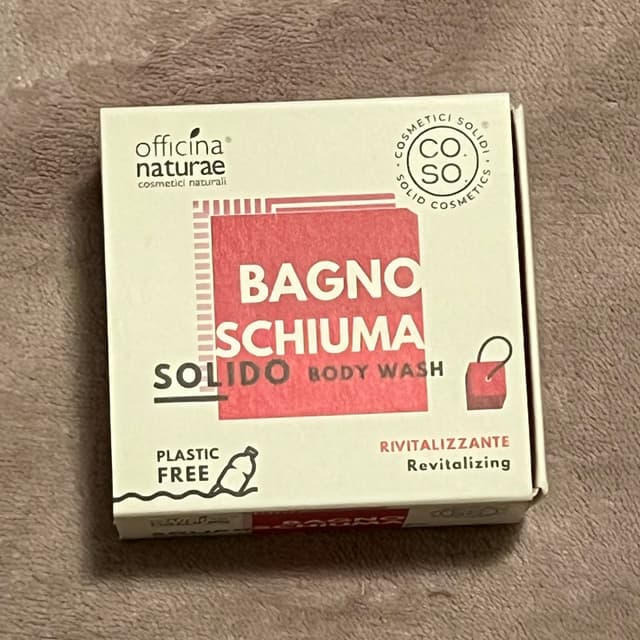 officina
naturae
cosmetici naturali
COSMETICI SOLIDI
CO.
SO.
SOLID COSMETICS
BAGNO
SCHIUMA
SOLIDO BODY WASH
PLASTIC
FREE
RIVITALIZZANTE
Revitalizing
BAGNO